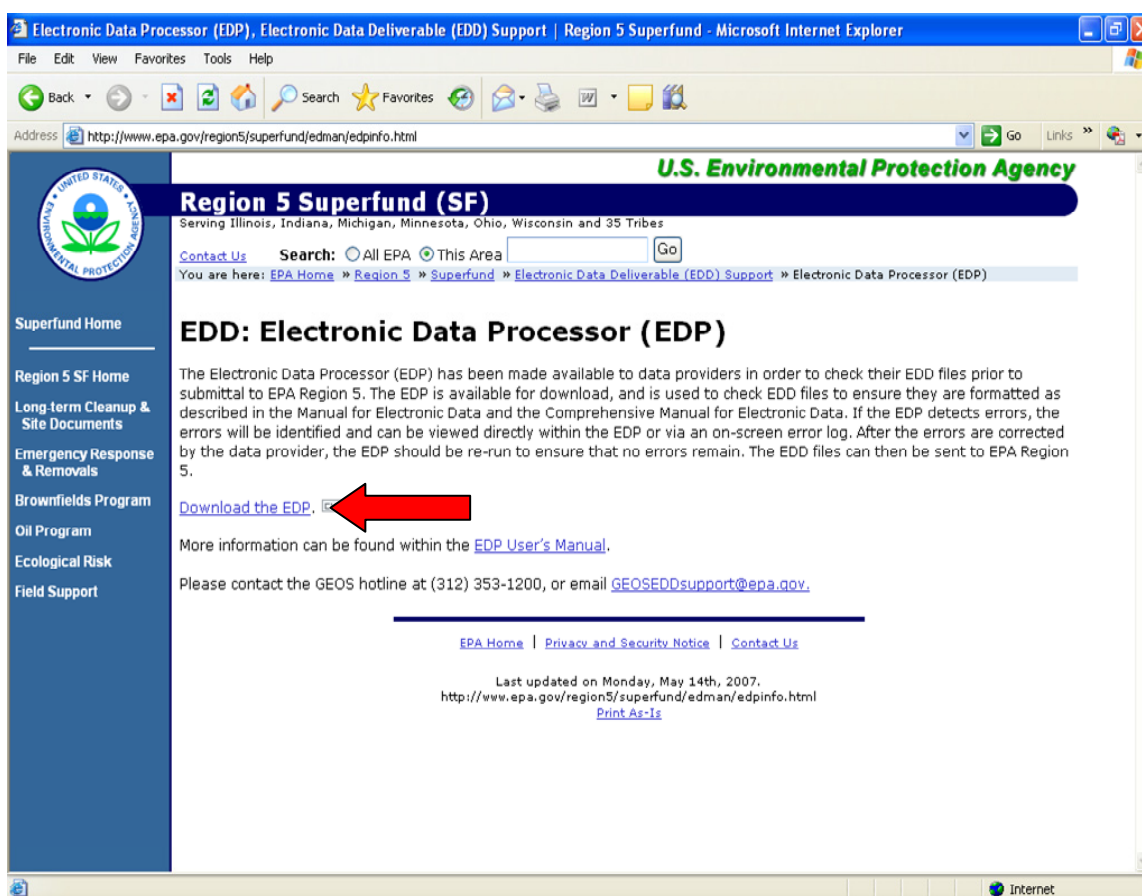 Electronic Data Processor (EDP), Electronic Data Deliverable (EDD) Support | Region 5 Superfund - Microsoft Internet Explorer
File Edit View Favorites Tools Help
Back Search Favorites
Address http://www.epa.gov/region5/superfund/edman/edpinfo.html Go Links »
U.S. Environmental Protection Agency
UNITED STATES ENVIRONMENTAL PROTECTION AGENCY
Region 5 Superfund (SF)
Serving Illinois, Indiana, Michigan, Minnesota, Ohio, Wisconsin and 35 Tribes
Contact Us Search: All EPA This Area Go
You are here: EPA Home » Region 5 » Superfund » Electronic Data Deliverable (EDD) Support » Electronic Data Processor (EDP)
Superfund Home
Region 5 SF Home
Long-term Cleanup &
Site Documents
Emergency Response
& Removals
Brownfields Program
Oil Program
Ecological Risk
Field Support
EDD: Electronic Data Processor (EDP)
The Electronic Data Processor (EDP) has been made available to data providers in order to check their EDD files prior to
submittal to EPA Region 5. The EDP is available for download, and is used to check EDD files to ensure they are formatted as
described in the Manual for Electronic Data and the Comprehensive Manual for Electronic Data. If the EDP detects errors, the
errors will be identified and can be viewed directly within the EDP or via an on-screen error log. After the errors are corrected
by the data provider, the EDP should be re-run to ensure that no errors remain. The EDD files can then be sent to EPA Region
5.
Download the EDP.
More information can be found within the EDP User's Manual.
Please contact the GEOS hotline at (312) 353-1200, or email GEOSEDDsupport@epa.gov.
EPA Home | Privacy and Security Notice | Contact Us
Last updated on Monday, May 14th, 2007.
http://www.epa.gov/region5/superfund/edman/edpinfo.html
Print As-Is
Internet